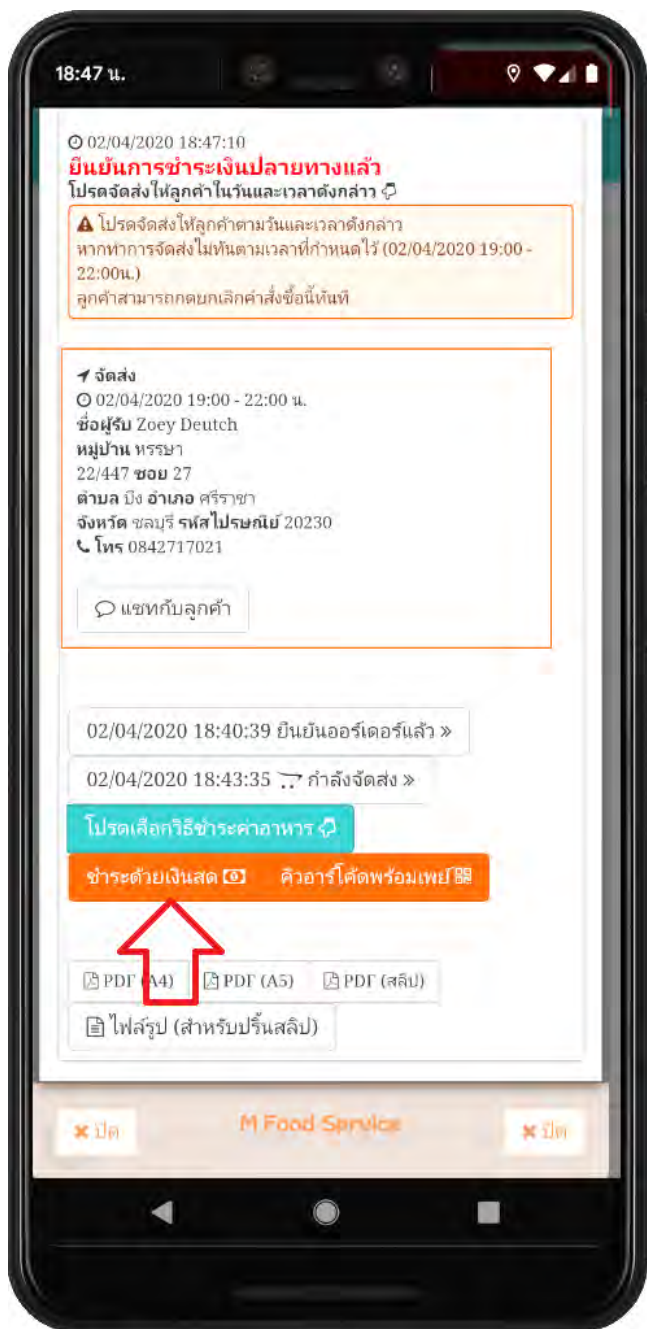 18:47 น.
02/04/2020 18:47:10
ยืนยันการชำระเงินปลายทางแล้ว
โปรดจัดส่งให้ลูกค้าในวันและเวลาดังกล่าว
โปรดจัดส่งให้ลูกค้าตามวันและเวลาดังกล่าว
หากทำการจัดส่งไม่ทันตามเวลาที่กำหนดไว้ (02/04/2020 19:00 -
22:00น.)
ลูกค้าสามารถกดยกเลิกคำสั่งซื้อนี้ทันที
จัดส่ง
02/04/2020 19:00 - 22:00 น.
ชื่อผู้รับ Zoey Deutch
หมู่บ้าน หรรษา
22/447 ซอย 27
ตำบล บึง อำเภอ ศรีราชา
จังหวัด ชลบุรี รหัสไปรษณีย์ 20230
โทร 0842717021
แชทกับลูกค้า
02/04/2020 18:40:39 ยืนยันออร์เดอร์แล้ว »
02/04/2020 18:43:35 กำลังจัดส่ง »
โปรดเลือกวิธีชำระค่าอาหาร
ชำระด้วยเงินสด คิวอาร์โค้ดพร้อมเพย์
PDF (A4) PDF (A5) PDF (สลิป)
ไฟล์รูป (สำหรับปริ้นสลิป)
× ปิด M Food Service × ปิด